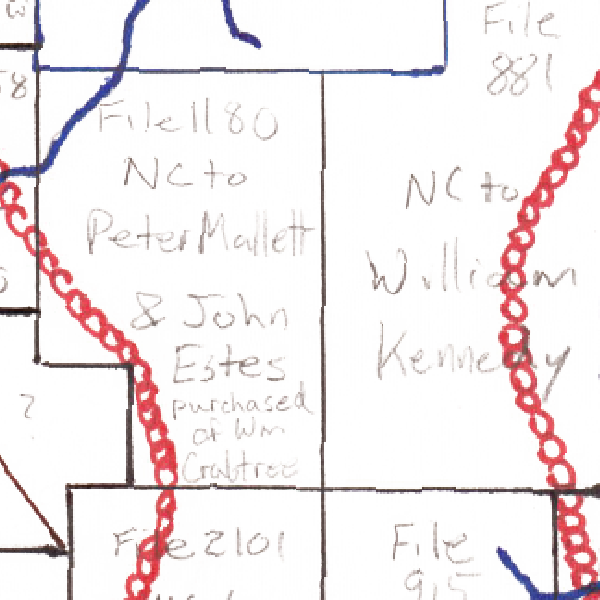 File
881
58
File 1180
NC to
Peter Mallett
& John
Estes
purchased
of Wm
Crabtree
NC to
William
Kennedy
?
File 2101
File
915